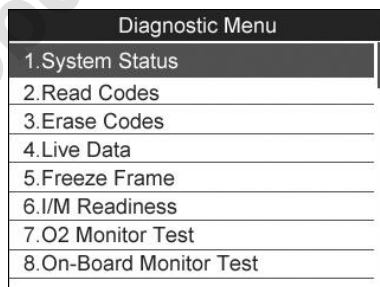 Diagnostic Menu
1.System Status
2.Read Codes
3.Erase Codes
4.Live Data
5.Freeze Frame
6.I/M Readiness
7.O2 Monitor Test
8.On-Board Monitor Test